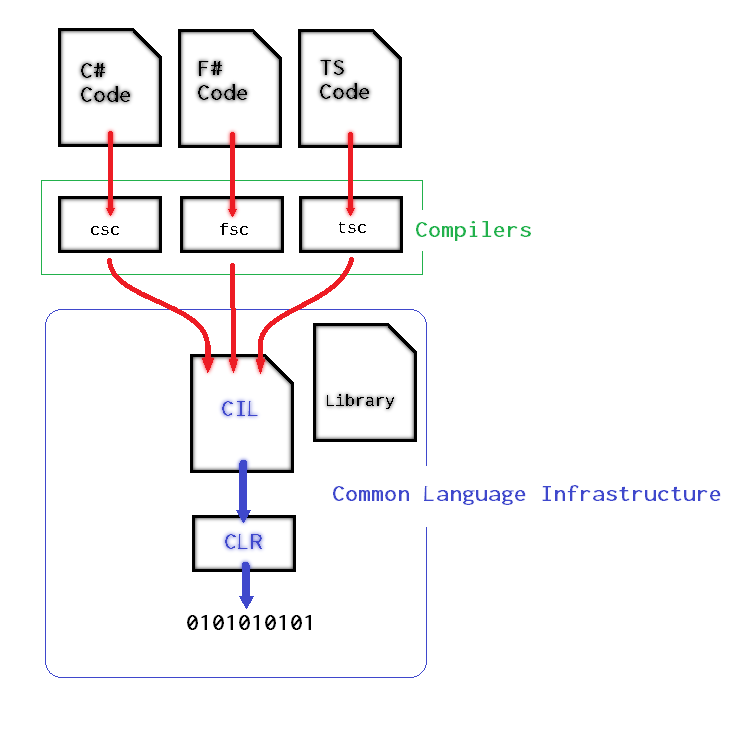 C#
Code
F#
Code
TS
Code
csc
fsc
tsc
Compilers
CIL
Library
Common Language Infrastructure
CLR
0101010101